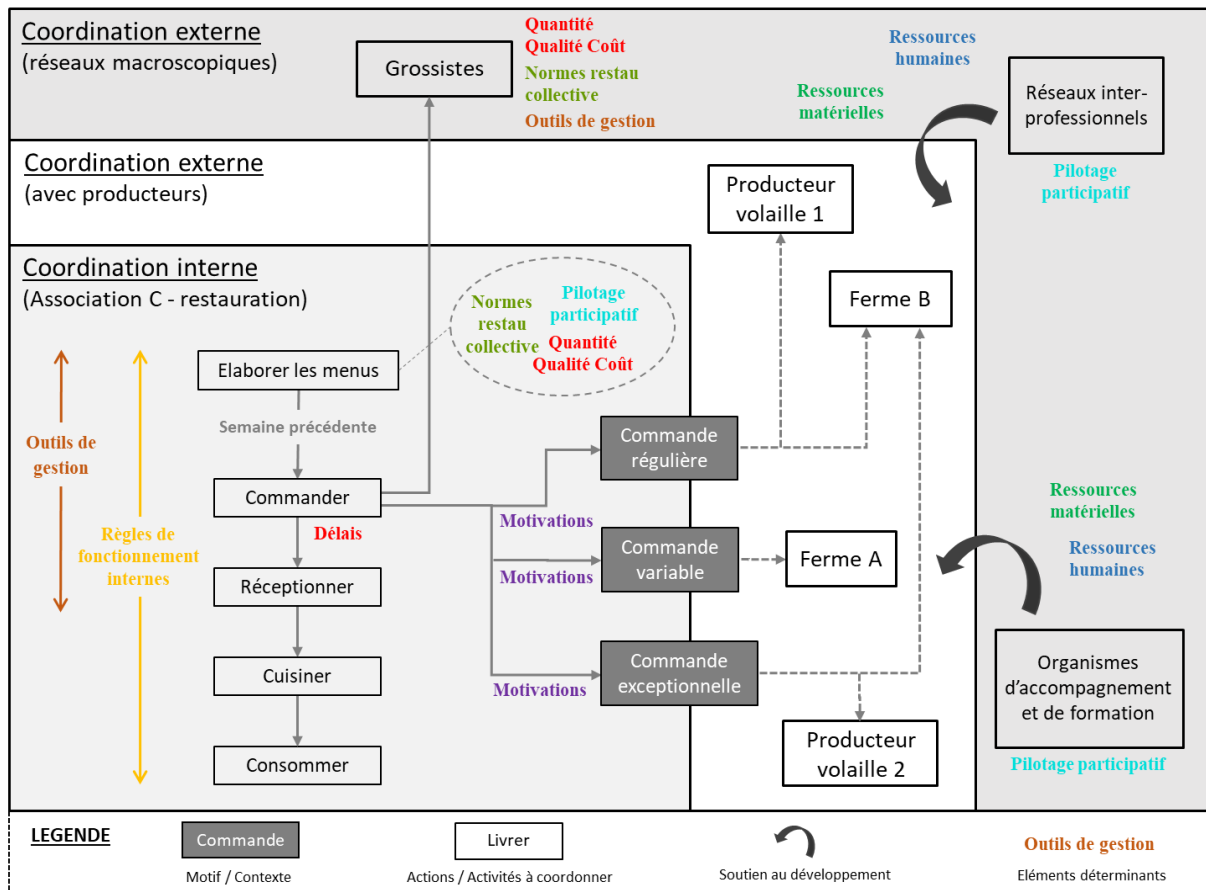 Coordination externe
(réseaux macroscopiques)
Grossistes
Quantité
Qualité Coût
Normes restau
collective
Outils de gestion
Ressources
humaines
Ressources
matérielles
Réseaux inter-
professionnels
Pilotage
participatif
Coordination externe
(avec producteurs)
Producteur
volaille 1
Ferme B
Coordination interne
(Association C - restauration)
Normes
restau
collective
Pilotage
participatif
Quantité
Qualité Coût
Elaborer les menus
Semaine précédente
Outils de
gestion
Commander
Délais
Règles de
fonctionnement
internes
Réceptionner
Cuisiner
Consommer
Motivations
Commande
régulière
Motivations
Commande
variable
Ferme A
Motivations
Commande
exceptionnelle
Producteur
volaille 2
Ressources
matérielles
Ressources
humaines
Organismes
d’accompagnement
et de formation
Pilotage participatif
LEGENDE
Commande
Motif / Contexte
Livrer
Actions / Activités à coordonner
Soutien au développement
Outils de gestion
Eléments déterminants